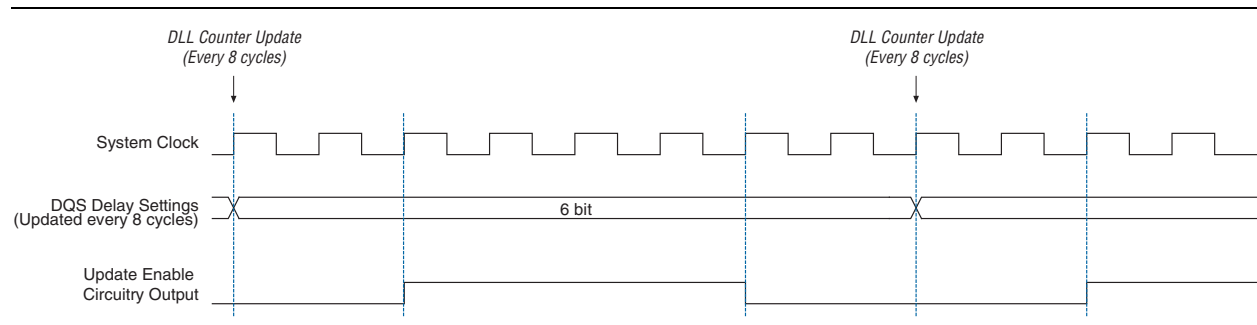 DLL Counter Update
(Every 8 cycles)
DLL Counter Update
(Every 8 cycles)
System Clock
DQS Delay Settings
(Updated every 8 cycles)
6 bit
Update Enable
Circuitry Output